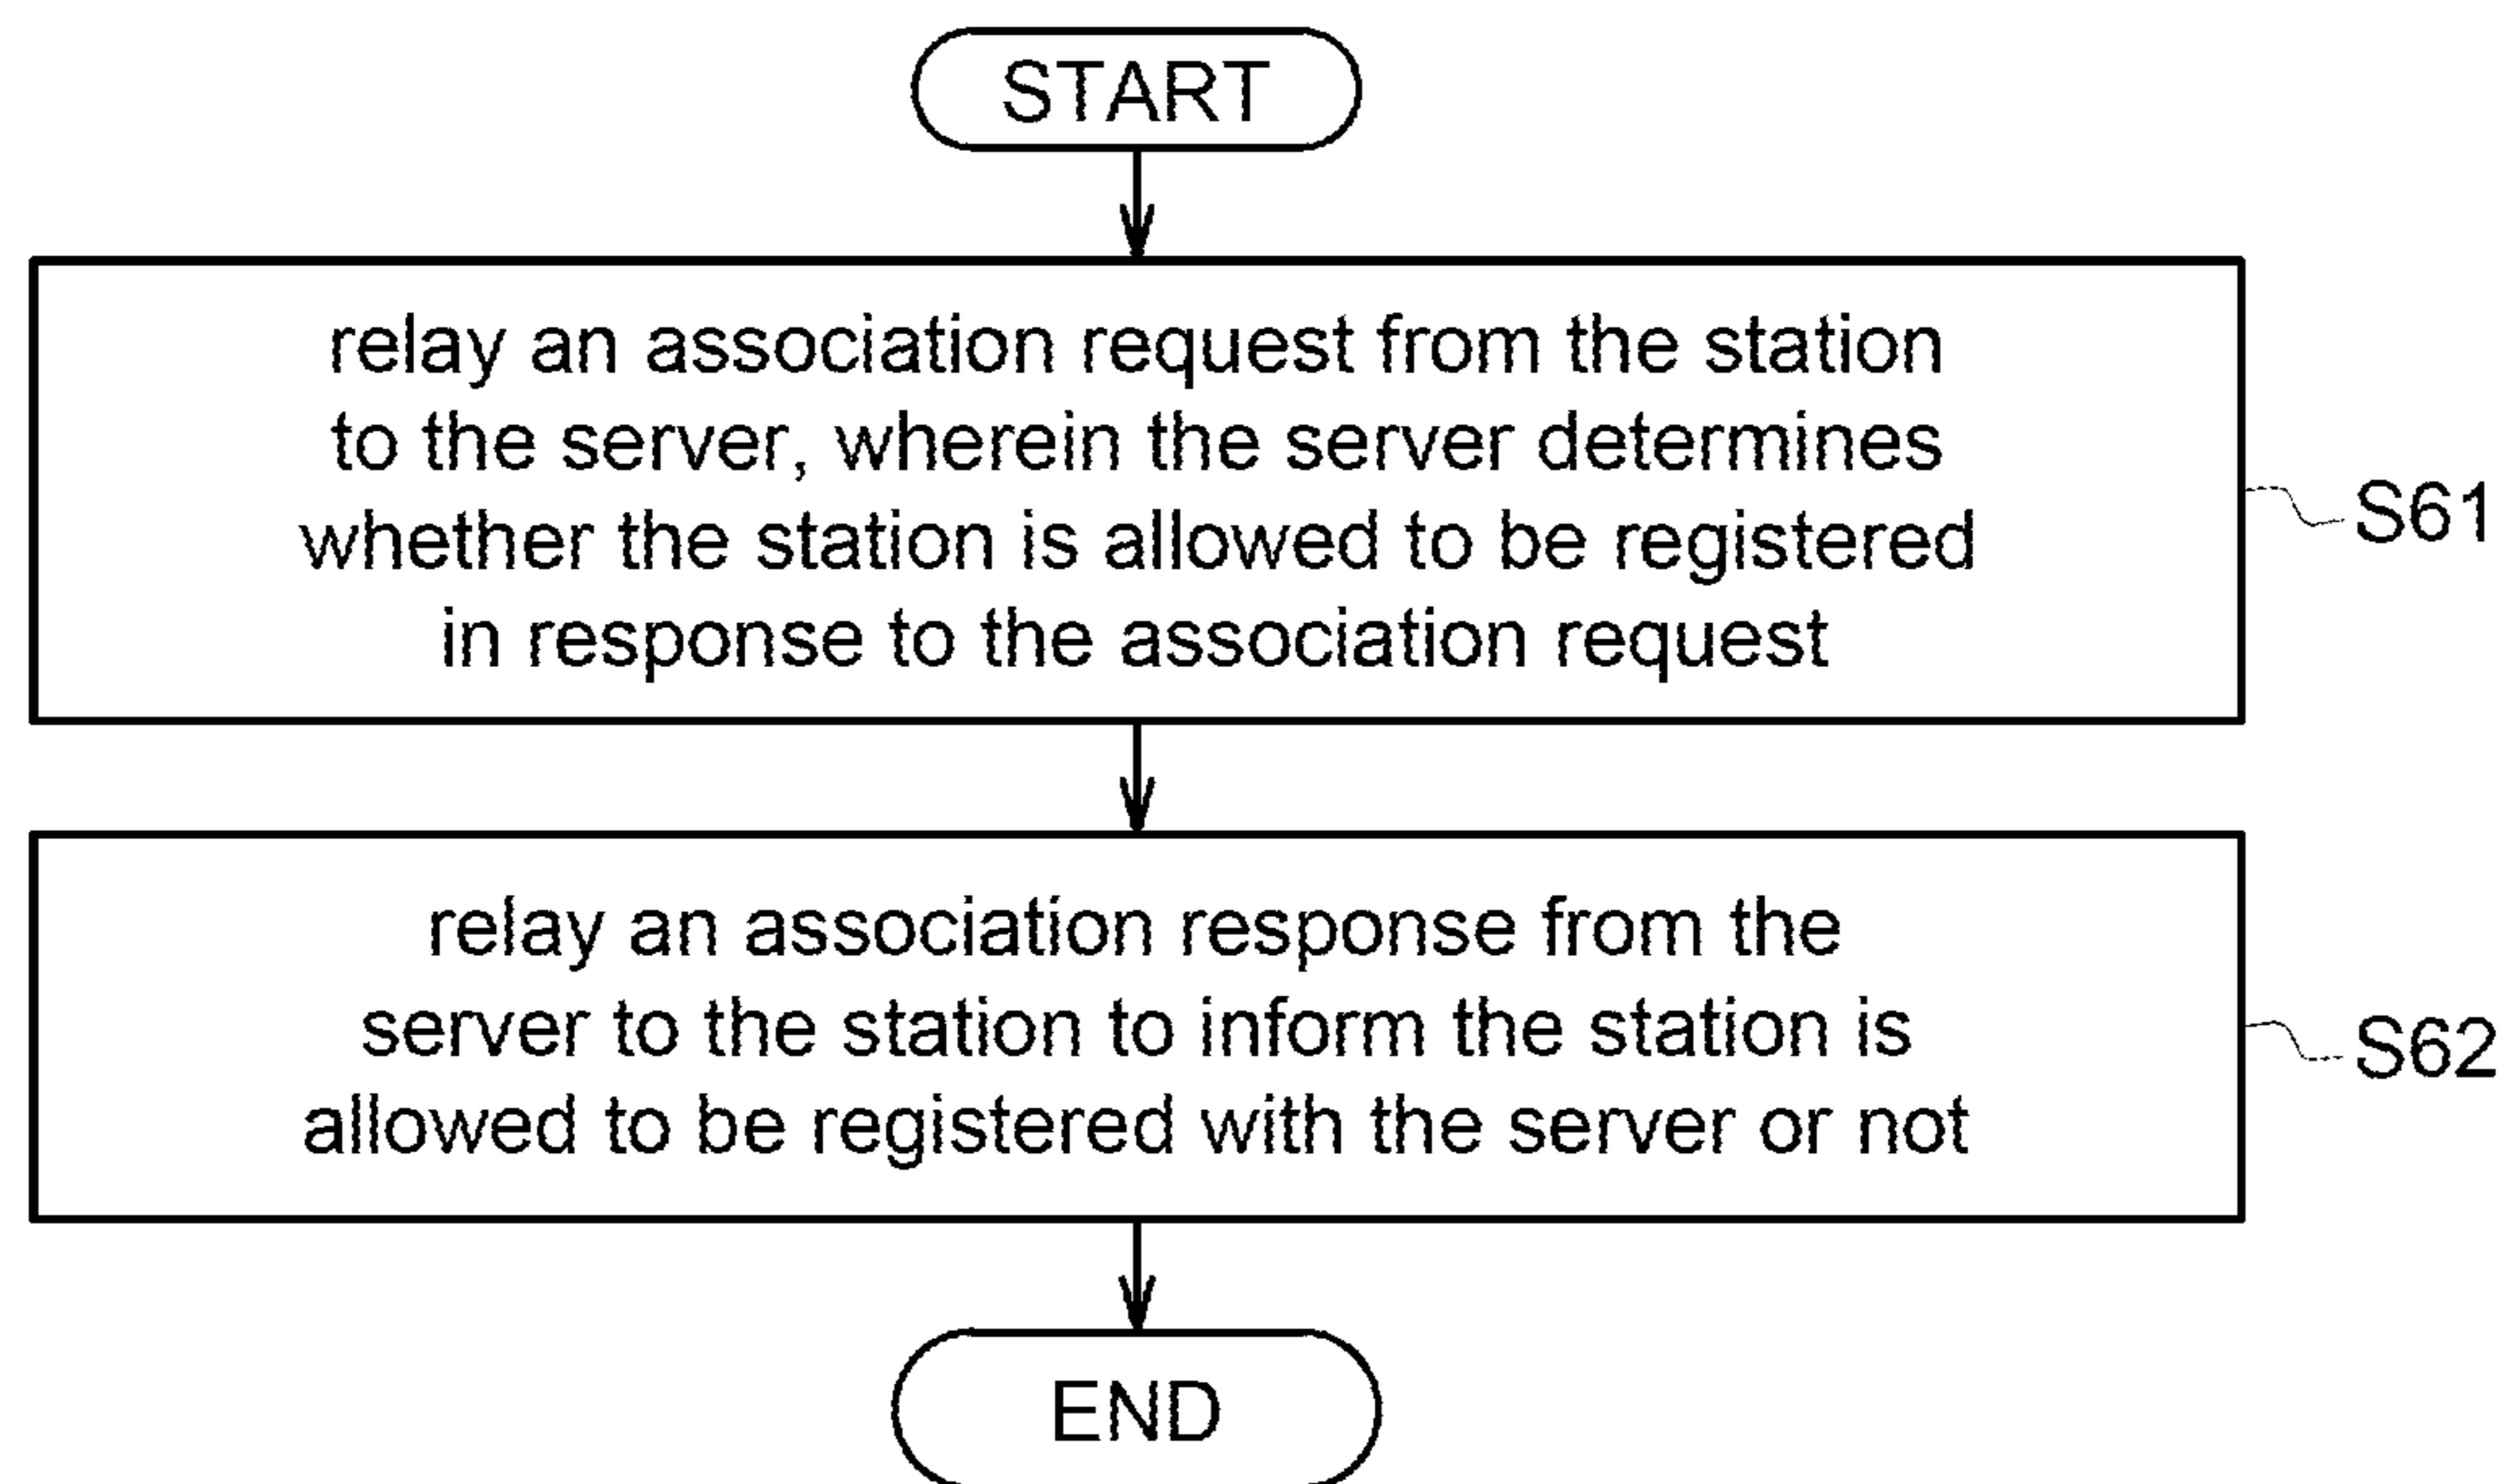 START
relay an association request from the station
to the server, wherein the server determines
whether the station is allowed to be registered
in response to the association request
S61
relay an association response from the
server to the station to inform the station is
allowed to be registered with the server or not
S62
END